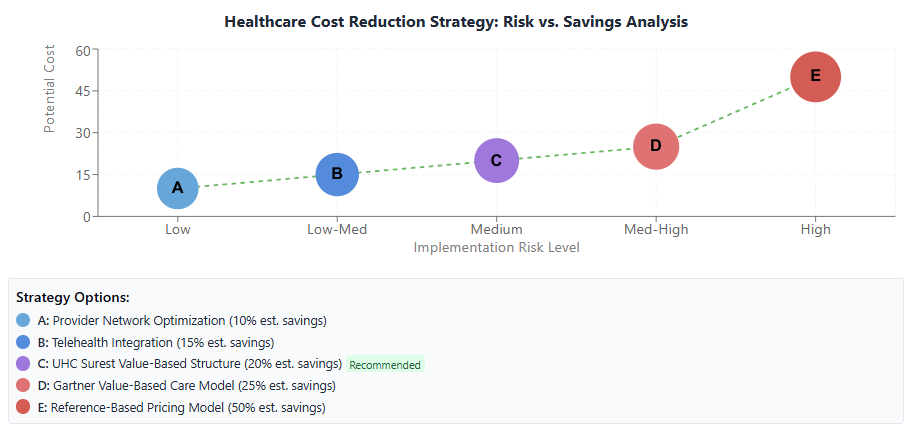 Healthcare Cost Reduction Strategy: Risk vs. Savings Analysis
Potential Cost
60
45
30
15
0
A
B
C
D
E
Low
Low-Med
Medium
Med-High
High
Implementation Risk Level
Strategy Options:
A: Provider Network Optimization (10% est. savings)
B: Telehealth Integration (15% est. savings)
C: UHC Surest Value-Based Structure (20% est. savings) Recommended
D: Gartner Value-Based Care Model (25% est. savings)
E: Reference-Based Pricing Model (50% est. savings)